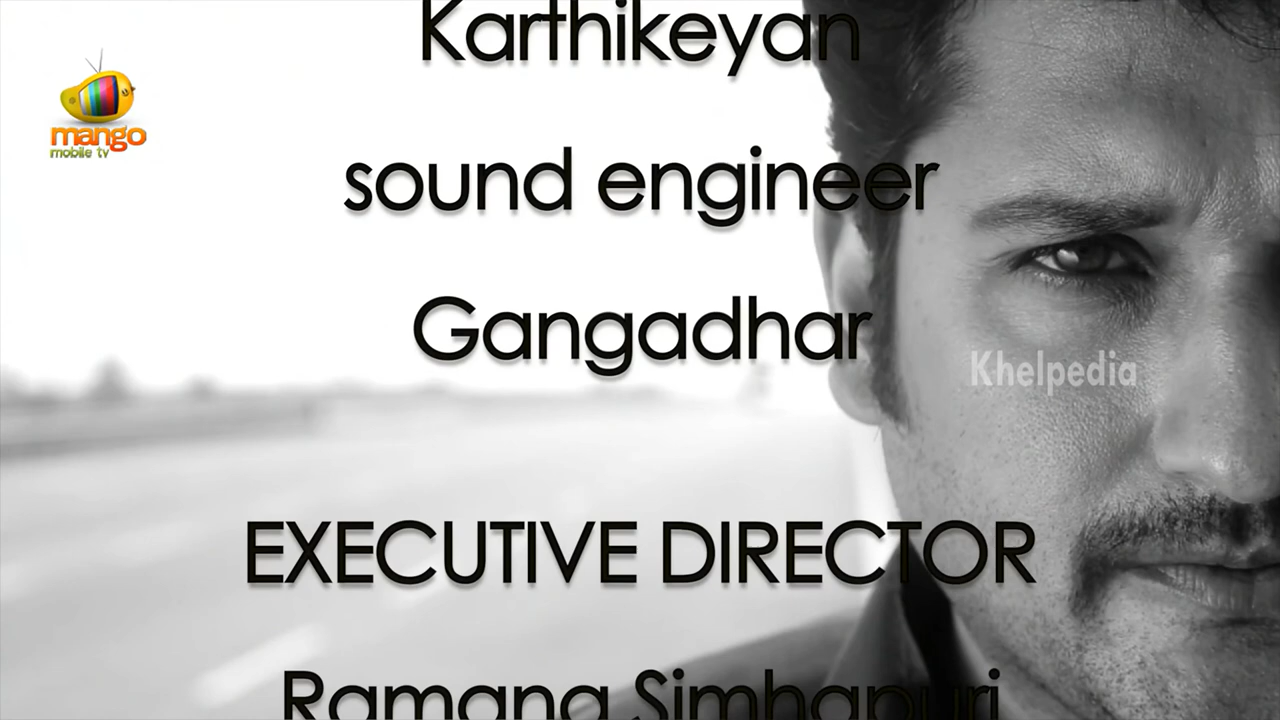 Karthikeyan
mango
mobile tv
sound engineer
Gangadhar
Khelpedia
EXECUTIVE DIRECTOR
Ramana Simhapuri